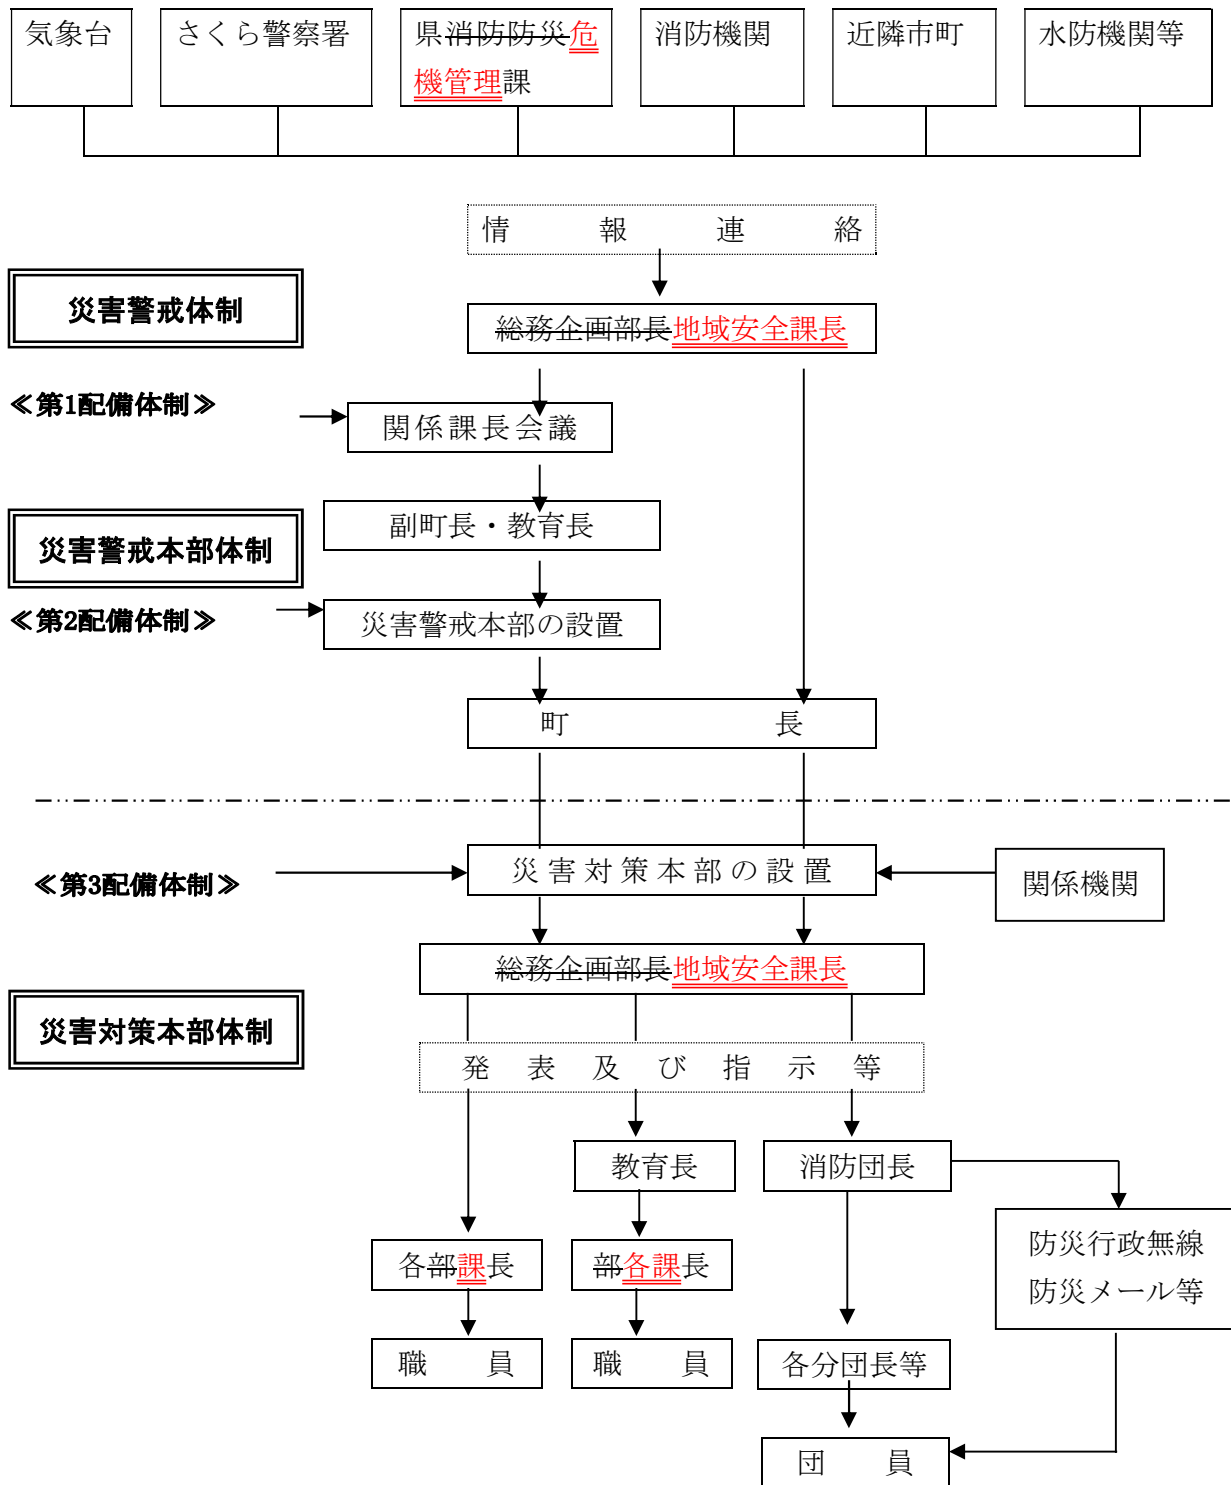 気象台
さくら警察署
県消防防災危
機管理課
消防機関
近隣市町
水防機関等
情報連絡
災害警戒体制
総務企画部長地域安全課長
≪第1配備体制≫
関係課長会議
副町長・教育長
災害警戒本部体制
≪第2配備体制≫
災害警戒本部の設置
町長
災害対策本部の設置
≪第3配備体制≫
関係機関
総務企画部長地域安全課長
災害対策本部体制
発表及び指示等
教育長
消防団長
防災行政無線
防災メール等
各部課長
部各課長
職員
職員
各分団長等
団員